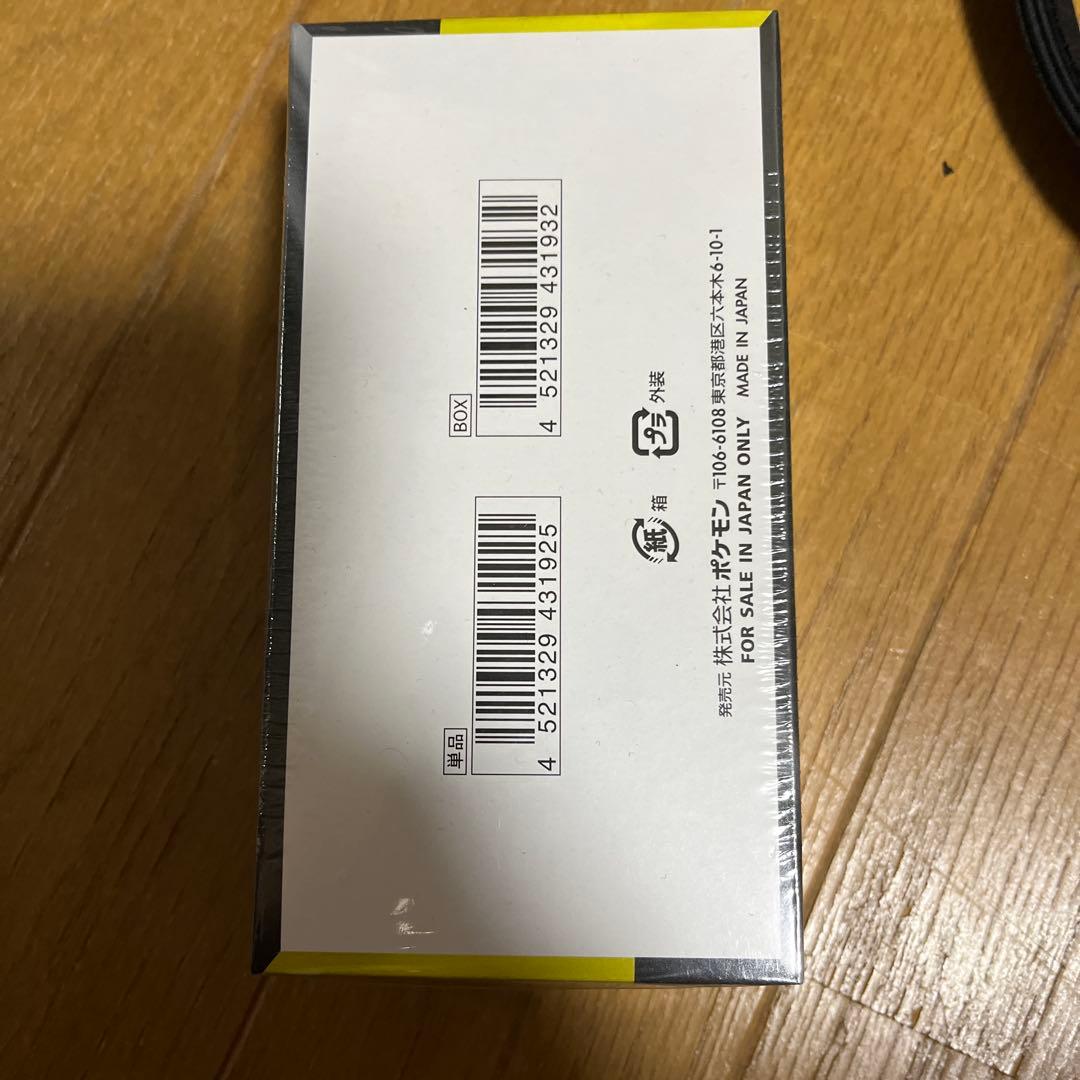 単品
4 521329 431925
BOX
4 521329 431932
紙 箱
プラ 外装
発売元 株式会社ポケモン 〒106-6108 東京都港区六本木6-10-1
FOR SALE IN JAPAN ONLY MADE IN JAPAN